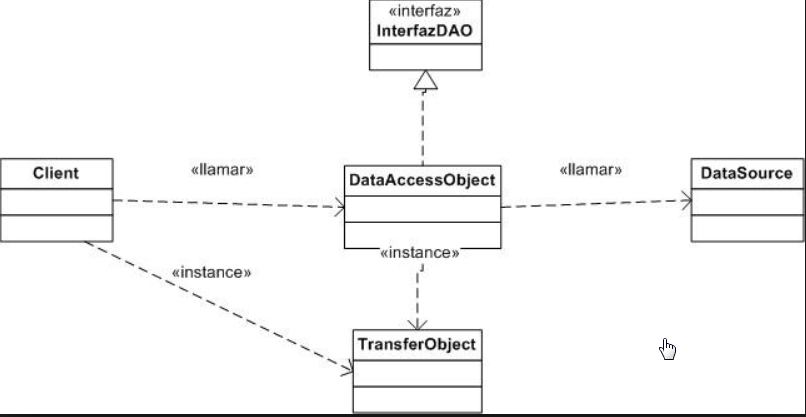 «interfaz»
InterfazDAO
Client
«llamar»
DataAccessObject
«llamar»
DataSource
«instance»
«instance»
TransferObject